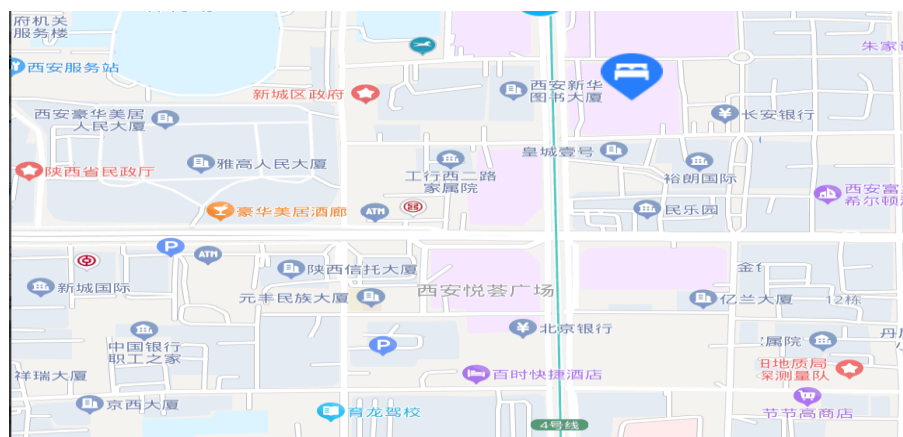 府机关
服务楼
朱家
西安服务站
新城区政府
西安新华
图书大厦
长安银行
西安豪华美居
人民大厦
皇城壹号
雅高人民大厦
陕西省民政厅
工行西二路
家属院
裕朗国际
西安富
希尔顿
豪华美居酒廊
ATM
民乐园
P
ATM
陕西信托大厦
新城国际
西安悦荟广场
元丰民族大厦
亿兰大厦
12栋
北京银行
中国银行
职工之家
P
家属院
地质局
探测量队
祥瑞大厦
百时快捷酒店
京西大厦
育龙驾校
节节高商店
4号线